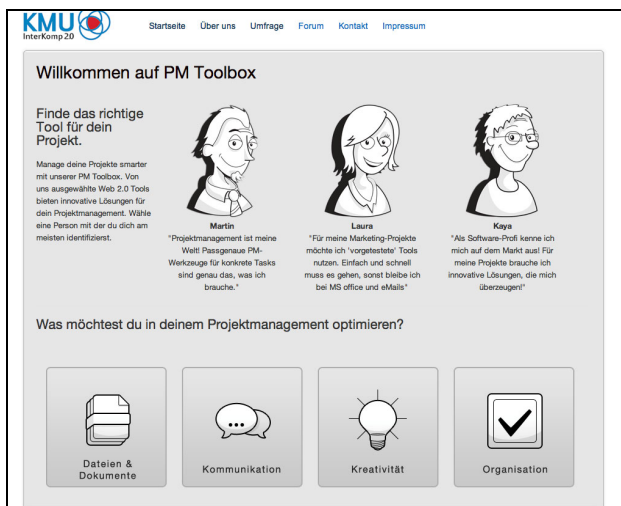 KMU
InterKomp 2.0
Startseite Über uns Umfrage Forum Kontakt Impressum
Willkommen auf PM Toolbox
Finde das richtige
Tool für dein
Projekt.
Manage deine Projekte smarter
mit unserer PM Toolbox. Von
uns ausgewählte Web 2.0 Tools
bieten innovative Lösungen für
dein Projektmanagement. Wähle
eine Person mit der du dich am
meisten identifizierst.
Martin
"Projektmanagement ist meine
Welt! Passgenaue PM-
Werkzeuge für konkrete Tasks
sind genau das, was ich
brauche."
Laura
"Für meine Marketing-Projekte
möchte ich 'vorgetestete' Tools
nutzen. Einfach und schnell
muss es gehen, sonst bleibe ich
bei MS office und eMails"
Kaya
"Als Software-Profi kenne ich
mich auf dem Markt aus! Für
meine Projekte brauche ich
innovative Lösungen, die mich
überzeugen!"
Was möchtest du in deinem Projektmanagement optimieren?
Dateien &
Dokumente
Kommunikation
Kreativität
Organisation